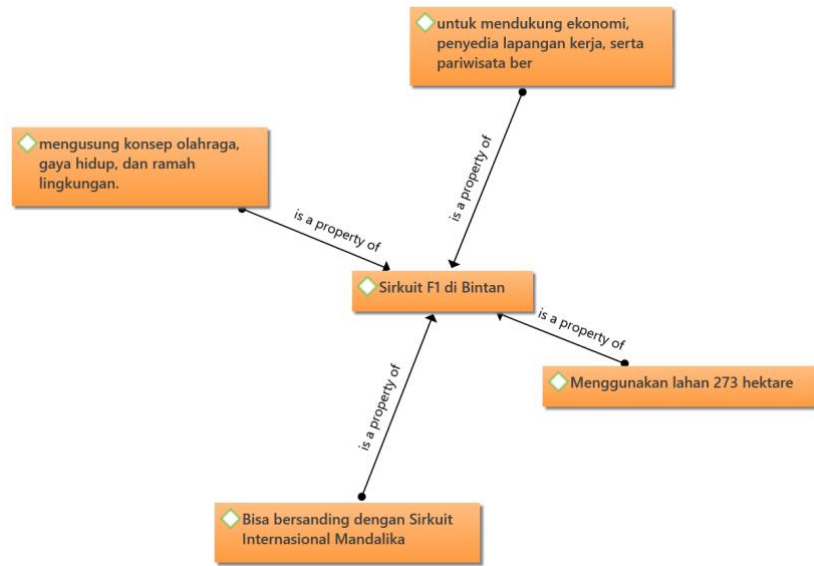 untuk mendukung ekonomi,
penyedia lapangan kerja, serta
pariwisata ber
mengusung konsep olahraga,
gaya hidup, dan ramah
lingkungan.
is a property of
is a property of
Sirkuit F1 di Bintan
is a property of
Menggunakan lahan 273 hektare
is a property of
Bisa bersanding dengan Sirkuit
Internasional Mandalika